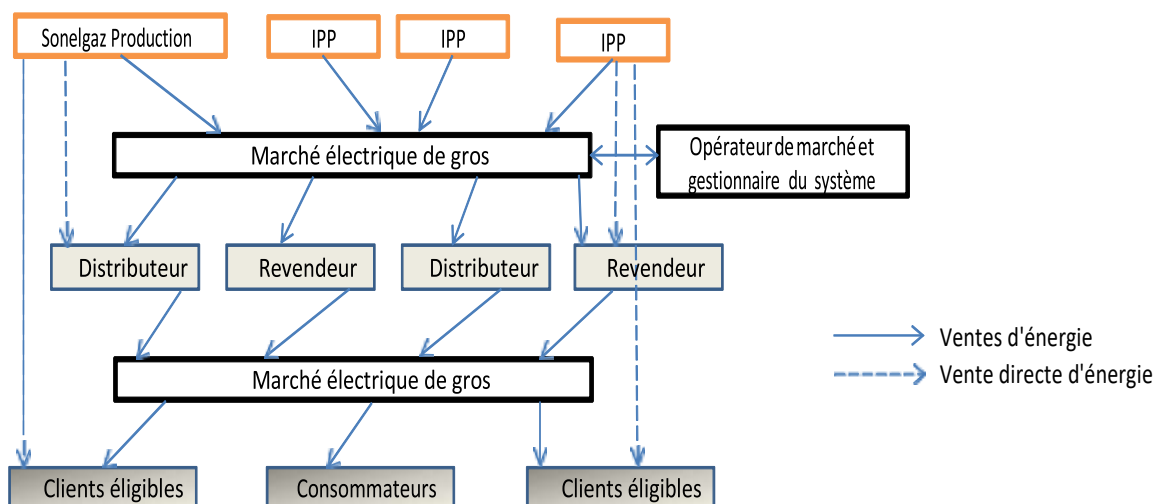 Sonelgaz Production
IPP
IPP
IPP
Marché électrique de gros
Opérateur de marché et
gestionnaire du système
Distributeur
Revendeur
Distributeur
Revendeur
Ventes d'énergie
Vente directe d'énergie
Marché électrique de gros
Clients éligibles
Consommateurs
Clients éligibles